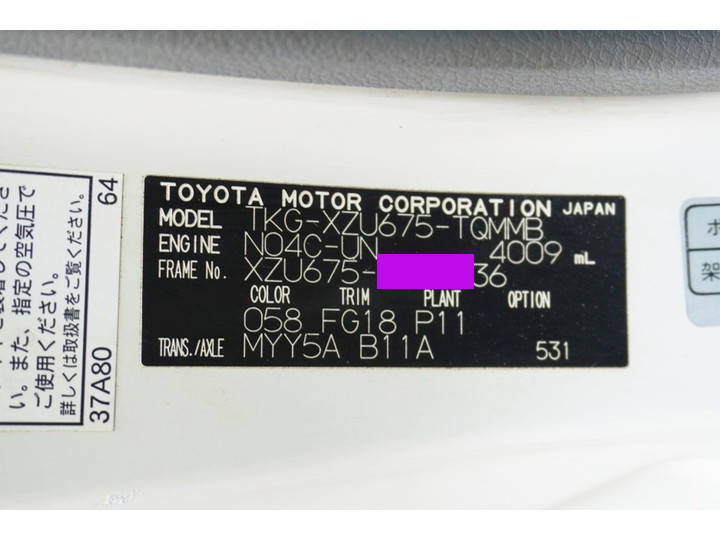 TOYOTA MOTOR CORPORATION JAPAN
MODEL TKG-XZU675-TQMMB
ENGINE N04C-UN 4009 mL
FRAME No. XZU675- 36
COLOR TRIM PLANT OPTION
058 FG18 P11
TRANS./AXLE MYY5A B11A 531
い。また、指定の空気圧で
ご使用ください。
詳しくは取扱書をご覧ください。
37A80 64